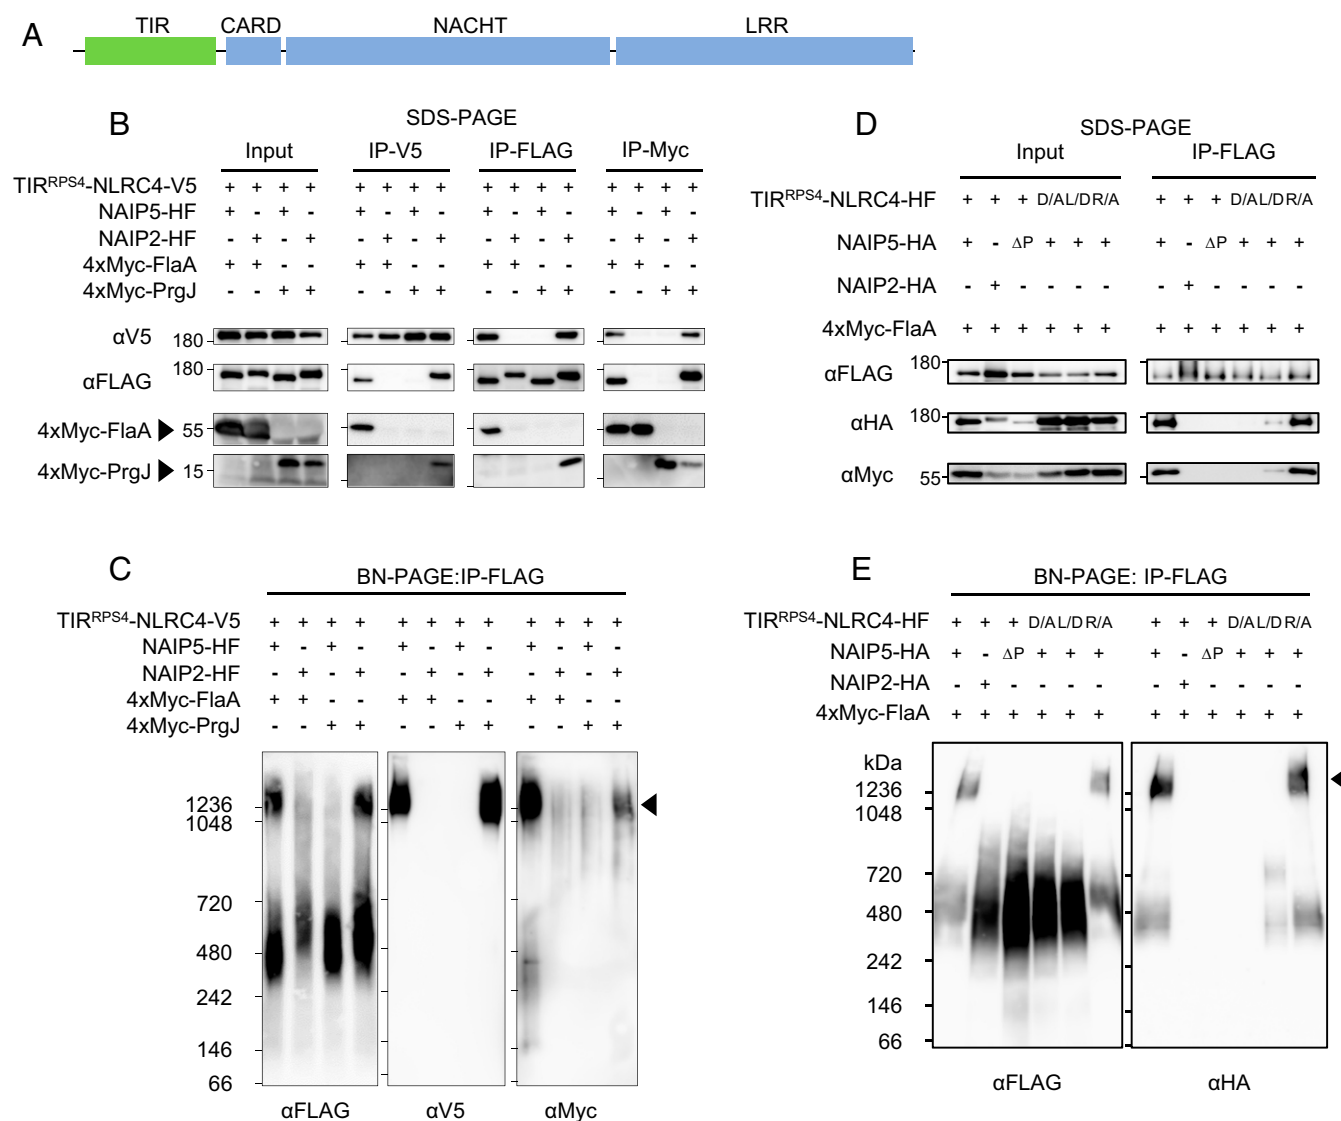 A
TIR CARD NACHT LRR
B
SDS-PAGE
Input IP-V5 IP-FLAG IP-Myc
TIRRPS4-NLRC4-V5 + + + + + + + + + + + + + + + +
NAIP5-HF + - + - + - + - + - + - + - + -
NAIP2-HF - + - + - + - + - + - + - + - +
4xMyc-FlaA + + - - + + - - + + - - + + - -
4xMyc-PrgJ - - + + - - + + - - + + - - + +
αV5 180
αFLAG 180
4xMyc-FlaA 55
4xMyc-PrgJ 15
C
BN-PAGE:IP-FLAG
TIRRPS4-NLRC4-V5 + + + + + + + + + + + +
NAIP5-HF + - + - + - + - + - + -
NAIP2-HF - + - + - + - + - + - +
4xMyc-FlaA + + - - + + - - + + - -
4xMyc-PrgJ - - + + - - + + - - + +
1236
1048
720
480
242
146
66
αFLAG αV5 αMyc
D
SDS-PAGE
Input IP-FLAG
TIRRPS4-NLRC4-HF + + + D/A L/D R/A + + + D/A L/D R/A
NAIP5-HA + - ΔP + + + + - ΔP + + +
NAIP2-HA - + - - - - - + - - - -
4xMyc-FlaA + + + + + + + + + + + +
αFLAG 180
αHA 180
αMyc 55
E
BN-PAGE: IP-FLAG
TIRRPS4-NLRC4-HF + + + D/A L/D R/A + + + D/A L/D R/A
NAIP5-HA + - ΔP + + + + - ΔP + + +
NAIP2-HA - + - - - - - + - - - -
4xMyc-FlaA + + + + + + + + + + + +
kDa
1236
1048
720
480
242
146
66
αFLAG αHA